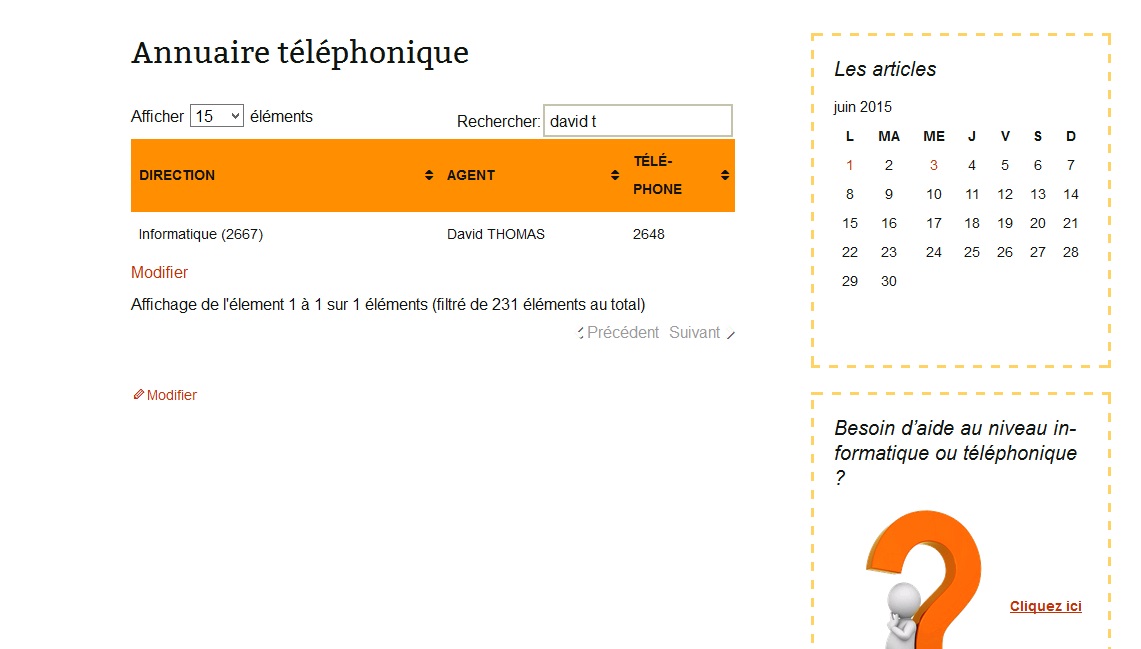 Annuaire téléphonique
Afficher 15 éléments
Rechercher: david t
DIRECTION AGENT TÉLÉ-
PHONE
Informatique (2667) David THOMAS 2648
Modifier
Affichage de l'élement 1 à 1 sur 1 éléments (filtré de 231 éléments au total)
Précédent Suivant
Modifier
Les articles
juin 2015
L MA ME J V S D
1 2 3 4 5 6 7
8 9 10 11 12 13 14
15 16 17 18 19 20 21
22 23 24 25 26 27 28
29 30
Besoin d’aide au niveau in-
formatique ou téléphonique
?
Cliquez ici